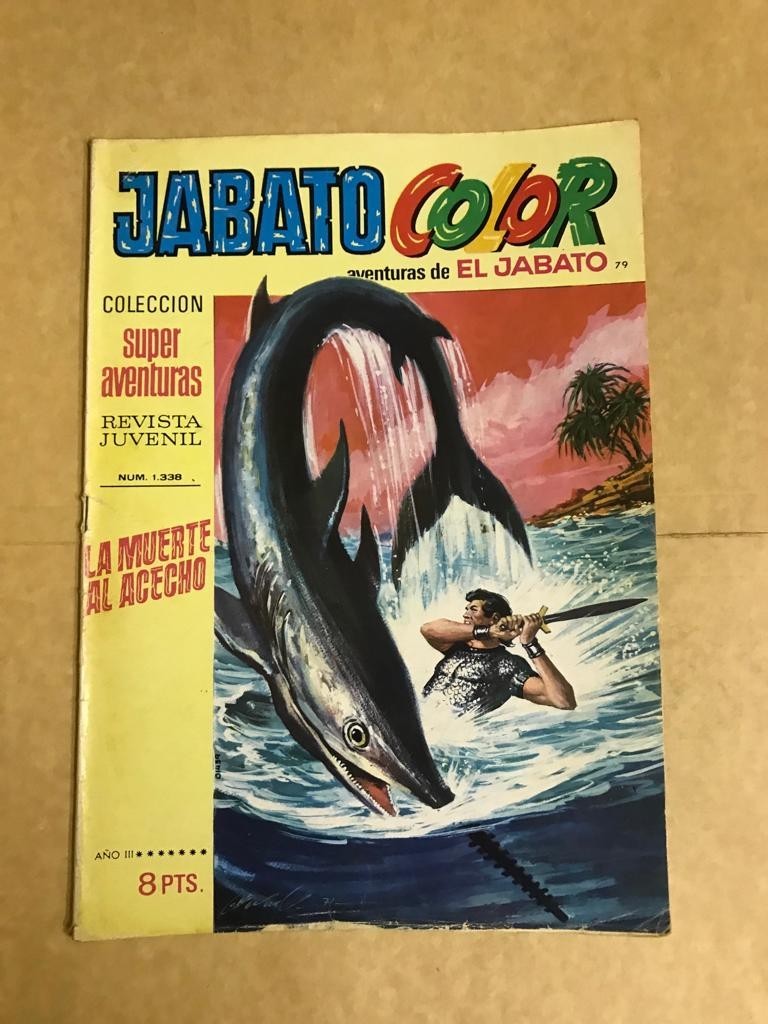 JABATO COLOR
aventuras de EL JABATO 79
COLECCION
super
aventuras
REVISTA
JUVENIL
NUM. 1.338
LA MUERTE
AL ACECHO
01459
AÑO III *******
8 PTS.